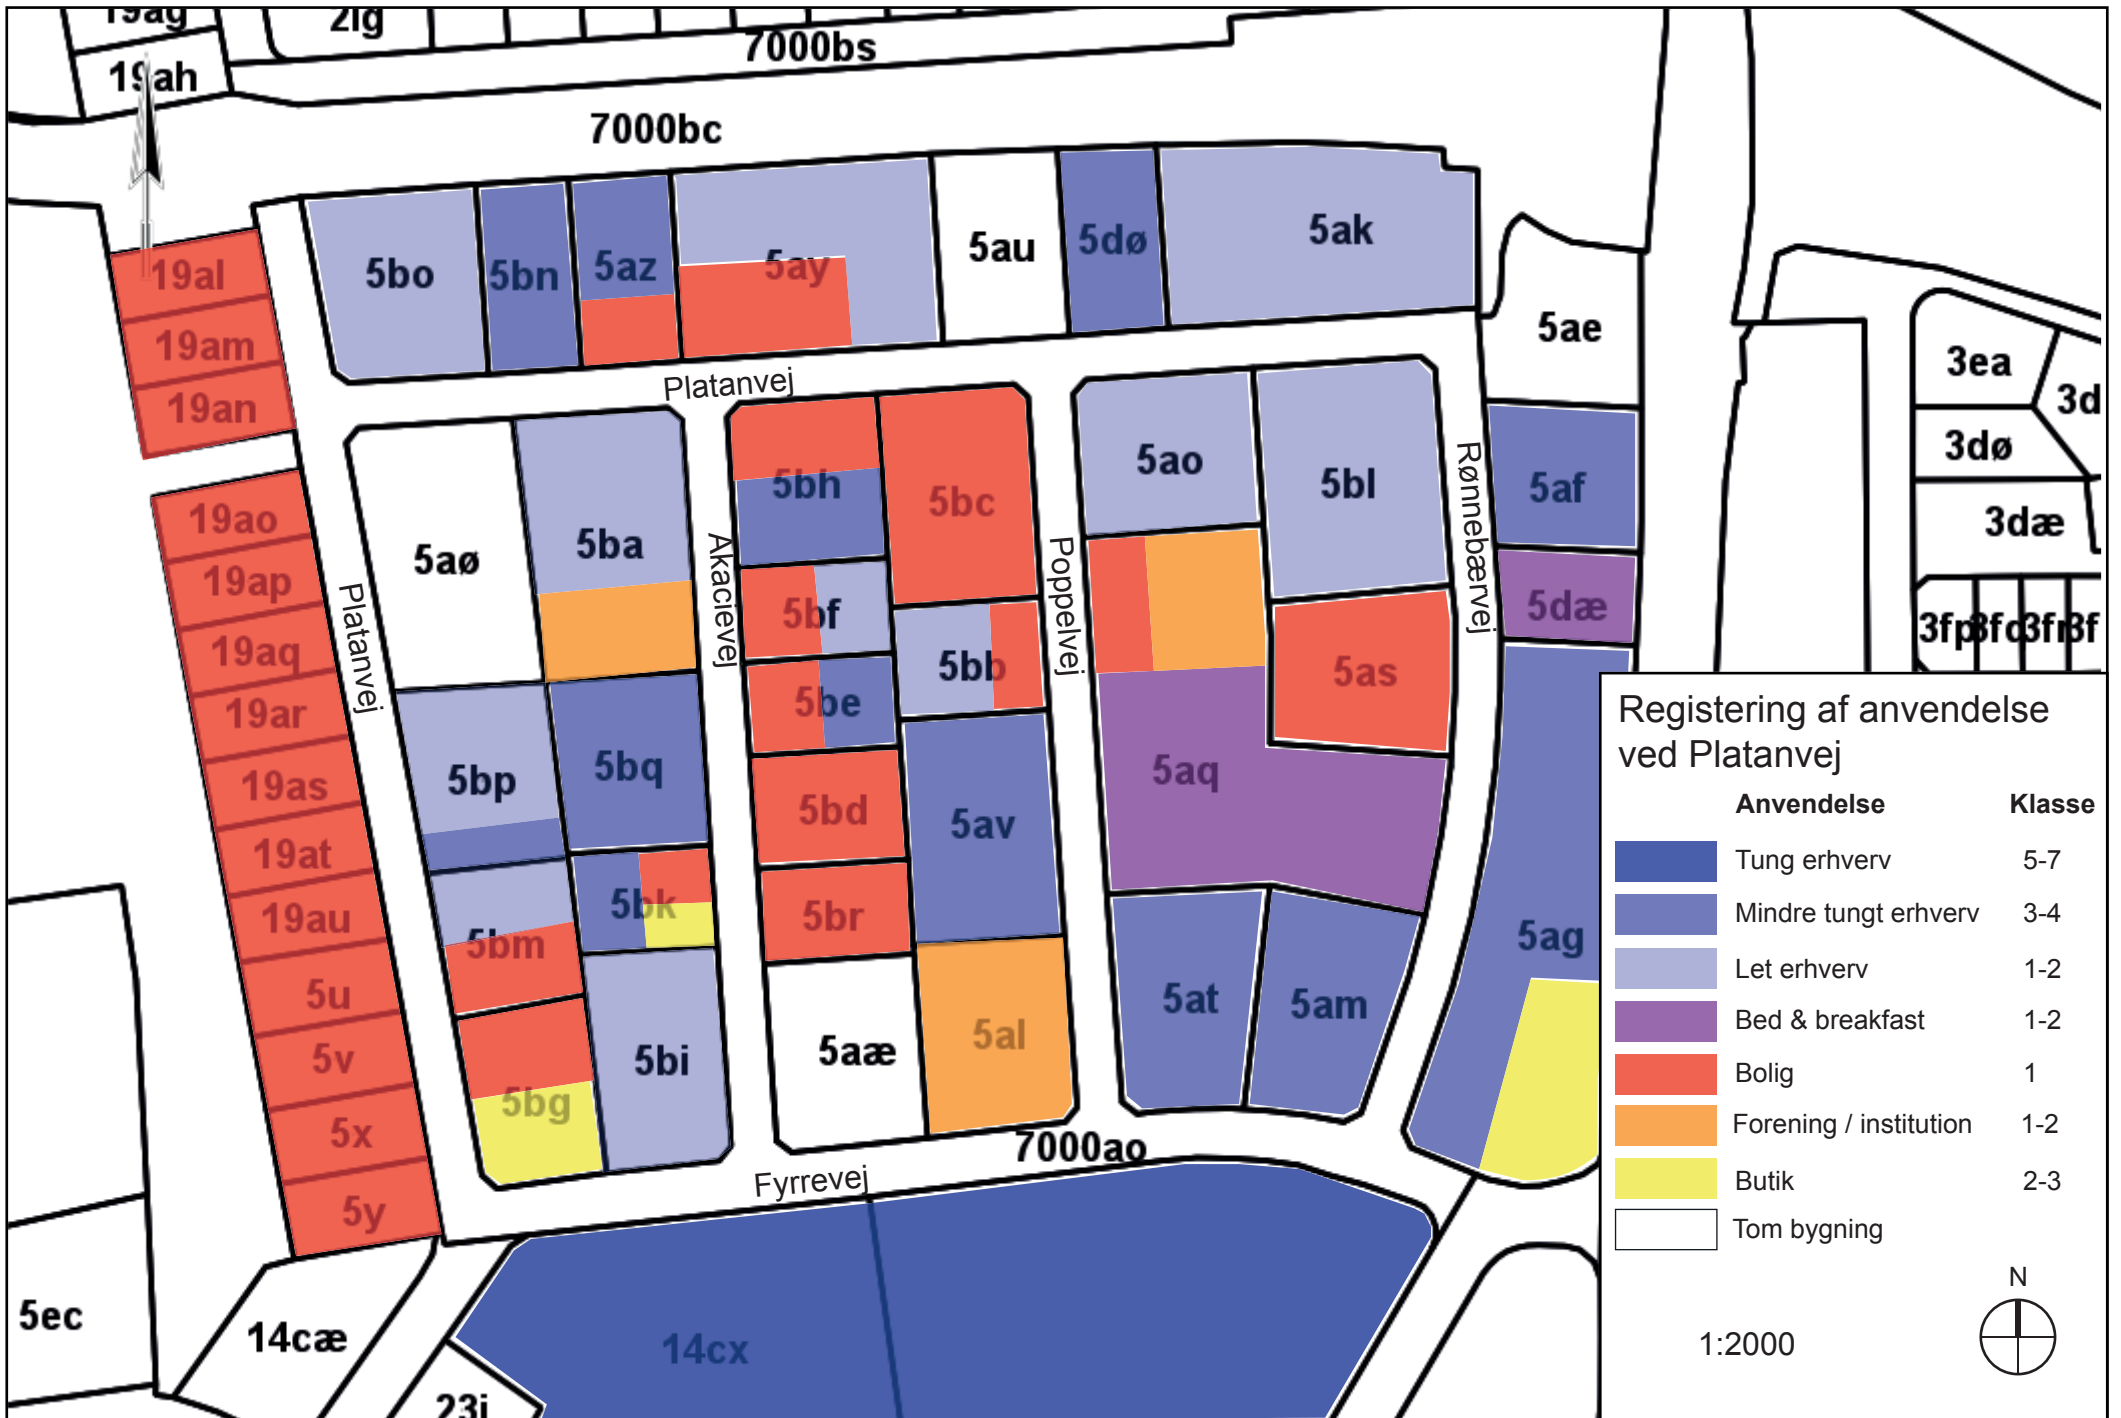 19ag
21g
7000bs
19ah
7000bc
5bo
5bn
5az
5ay
5au
5dø
5ak
5ae
19al
19am
19an
Platanvej
3ea
3d
3dø
3dæ
5aø
5ba
5bh
5bc
5ao
5bl
Rønnebærvej
5af
5dæ
19ao
19ap
19aq
19ar
19as
19at
19au
5u
5v
5x
5y
Platanvej
Akacievej
5bf
5bb
5be
Poppelvej
5as
3fp
5bp
5bq
5bd
5av
5aq
5bk
5bm
5br
5ag
5at
5am
5bi
5bg
5aæ
5al
7000ao
Fyrrevej
5ec
14cæ
14cx
23i
Registering af anvendelse
ved Platanvej
Anvendelse Klasse
Tung erhverv 5-7
Mindre tungt erhverv 3-4
Let erhverv 1-2
Bed & breakfast 1-2
Bolig 1
Forening / institution 1-2
Butik 2-3
Tom bygning
N
1:2000